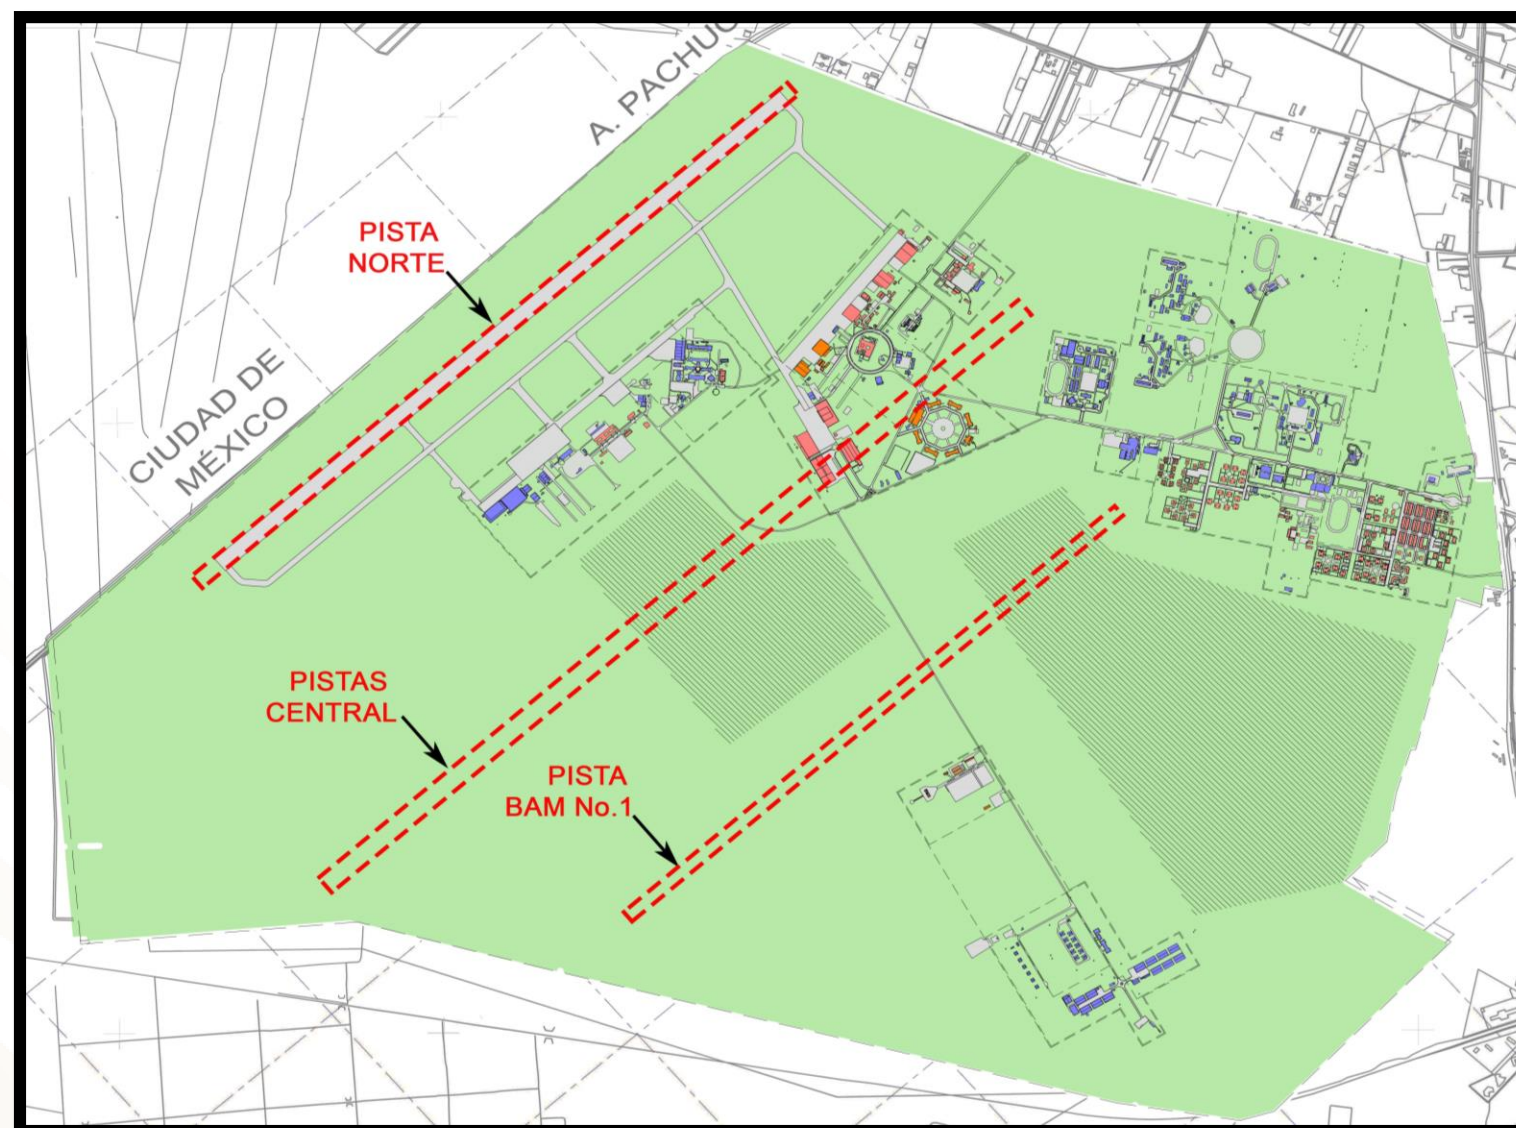 A. PACHUC
PISTA
NORTE
CIUDAD DE
MÉXICO
PISTAS
CENTRAL
PISTA
BAM No.1